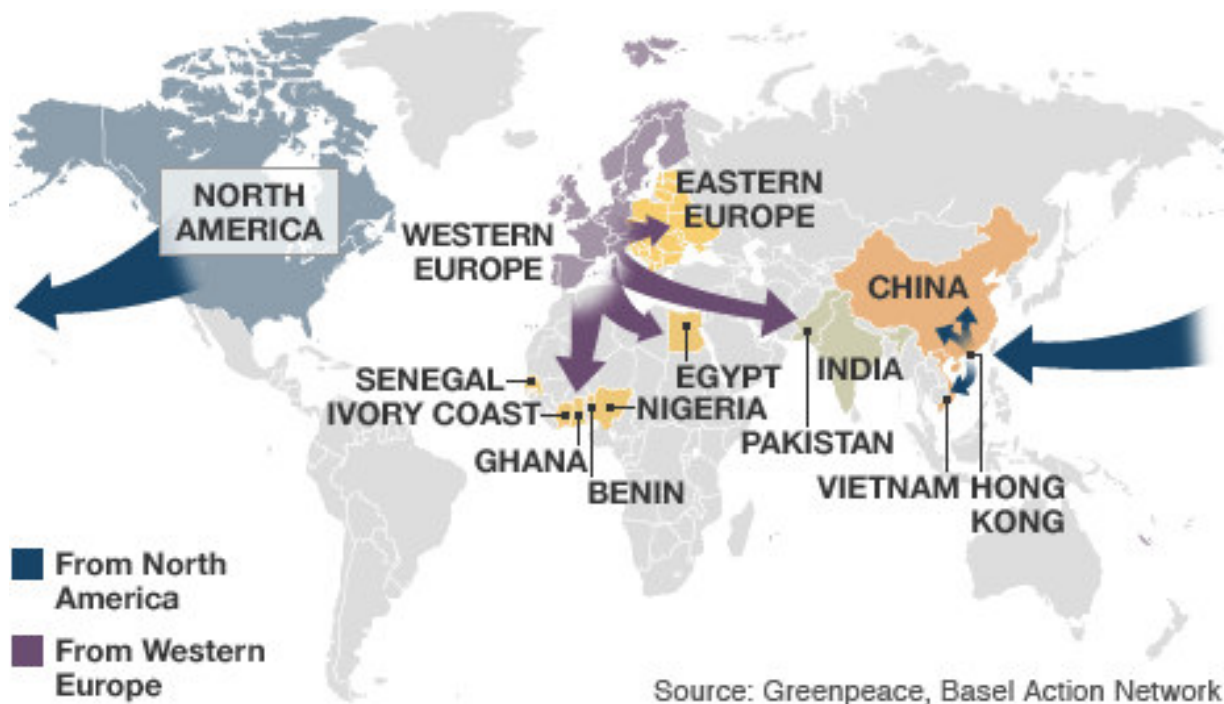 NORTH
AMERICA
WESTERN
EUROPE
EASTERN
EUROPE
CHINA
SENEGAL
IVORY COAST
GHANA
BENIN
NIGERIA
EGYPT
INDIA
PAKISTAN
VIETNAM
HONG
KONG
From North
America
From Western
Europe
Source: Greenpeace, Basel Action Network